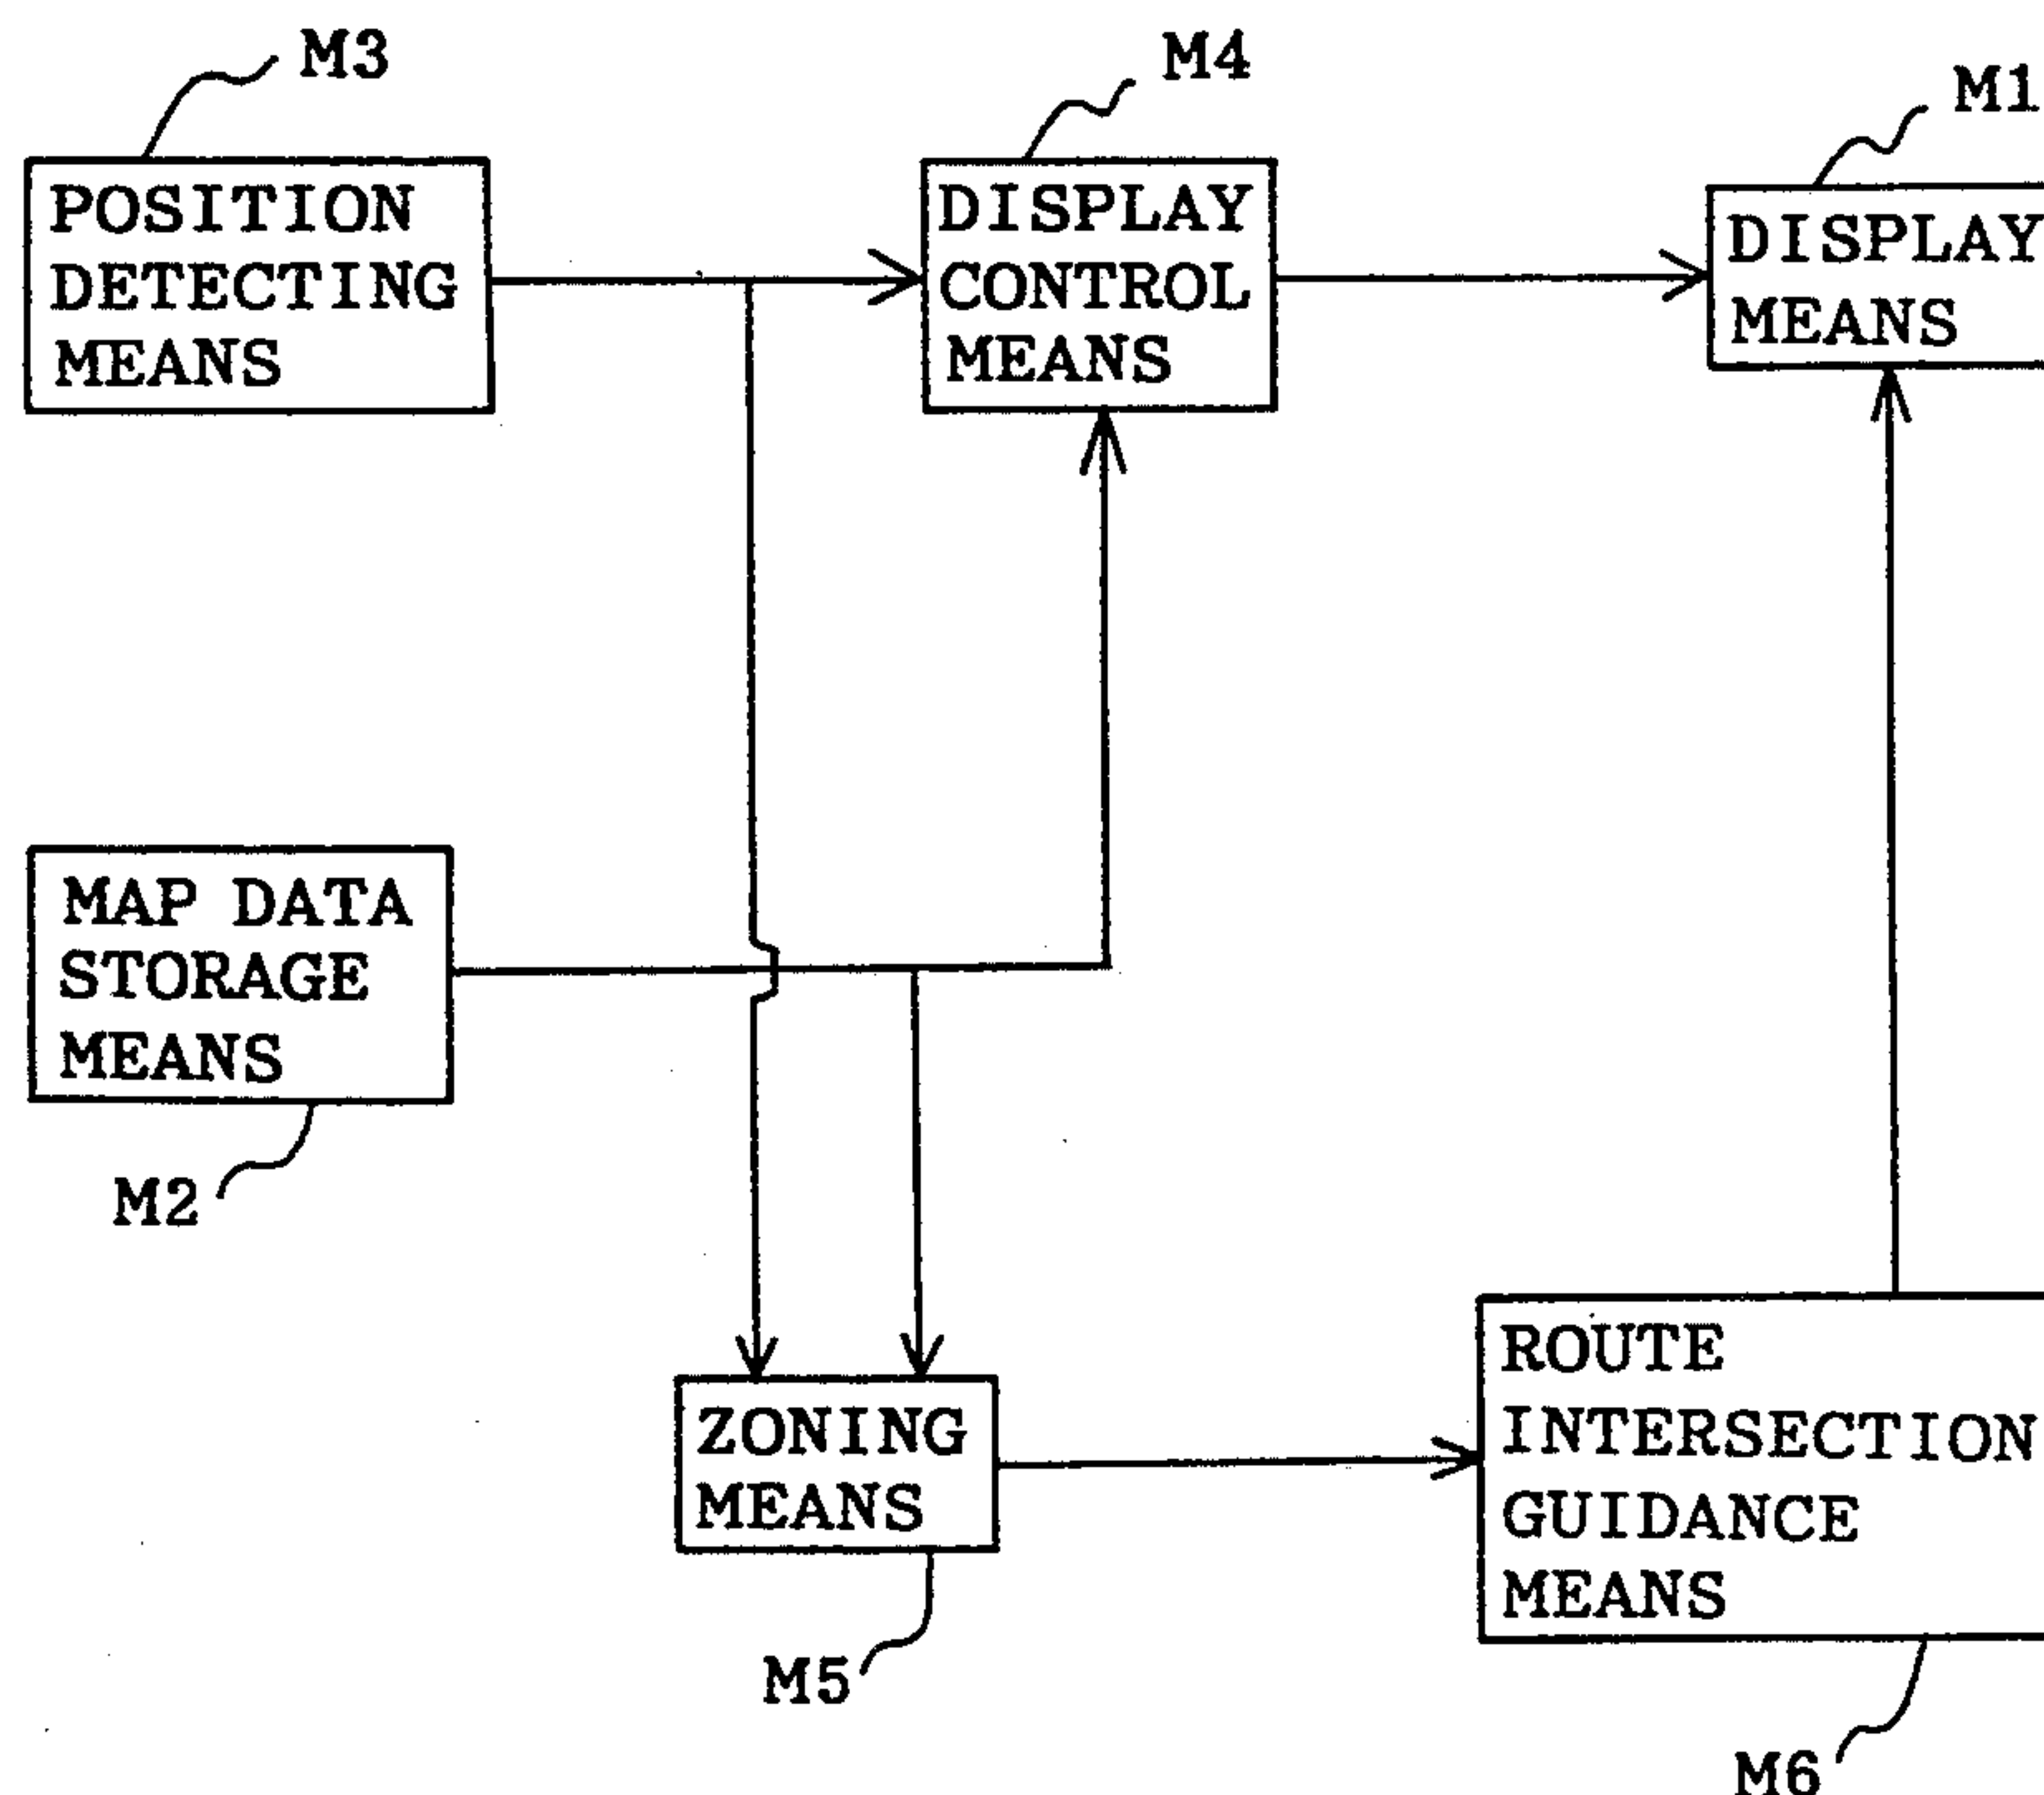 M3
M4
M1
POSITION
DETECTING
MEANS
DISPLAY
CONTROL
MEANS
DISPLAY
MEANS
MAP DATA
STORAGE
MEANS
M2
ZONING
MEANS
M5
ROUTE
INTERSECTION
GUIDANCE
MEANS
M6